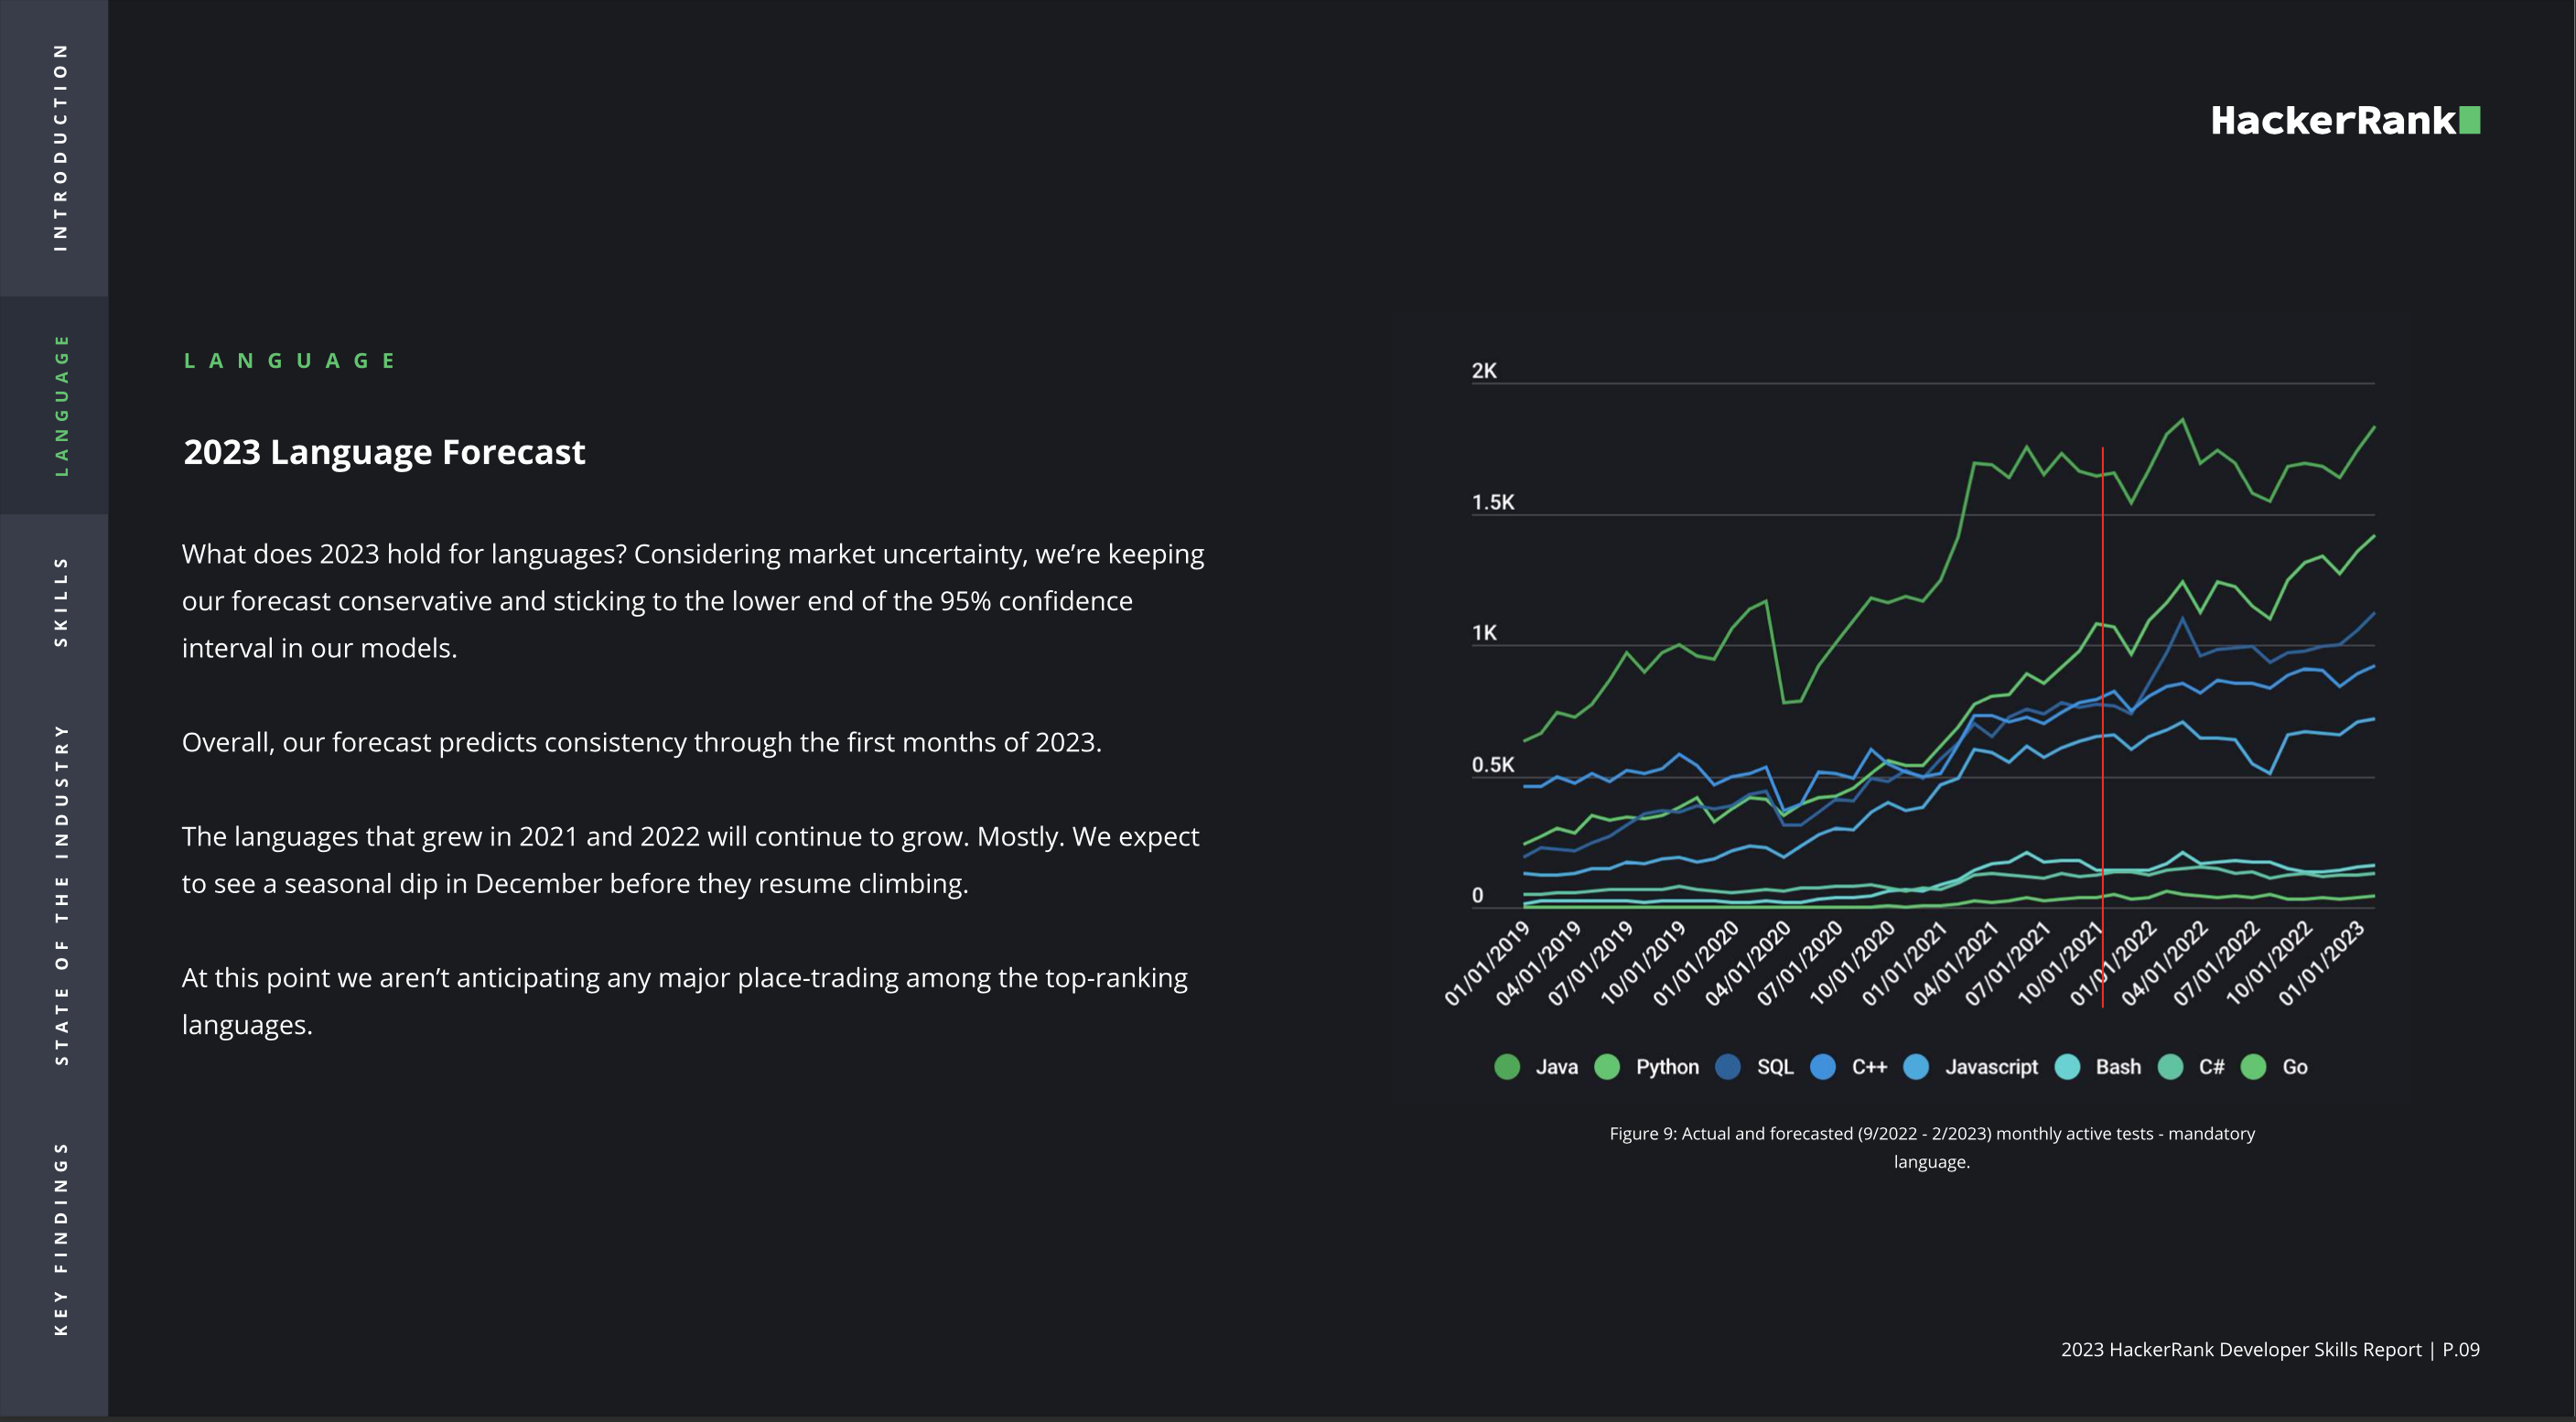 INTRODUCTION
LANGUAGE
SKILLS
STATE OF THE INDUSTRY
KEY FINDINGS
HackerRank
LANGUAGE
2023 Language Forecast
What does 2023 hold for languages? Considering market uncertainty, we’re keeping
our forecast conservative and sticking to the lower end of the 95% confidence
interval in our models.
Overall, our forecast predicts consistency through the first months of 2023.
The languages that grew in 2021 and 2022 will continue to grow. Mostly. We expect
to see a seasonal dip in December before they resume climbing.
At this point we aren’t anticipating any major place-trading among the top-ranking
languages.
2K
1.5K
1K
0.5K
0
01/01/2019
04/01/2019
07/01/2019
10/01/2019
01/01/2020
04/01/2020
07/01/2020
10/01/2020
01/01/2021
04/01/2021
07/01/2021
10/01/2021
01/01/2022
04/01/2022
07/01/2022
10/01/2022
01/01/2023
Java Python SQL C++ Javascript Bash C# Go
Figure 9: Actual and forecasted (9/2022 - 2/2023) monthly active tests - mandatory
language.
2023 HackerRank Developer Skills Report | P.09